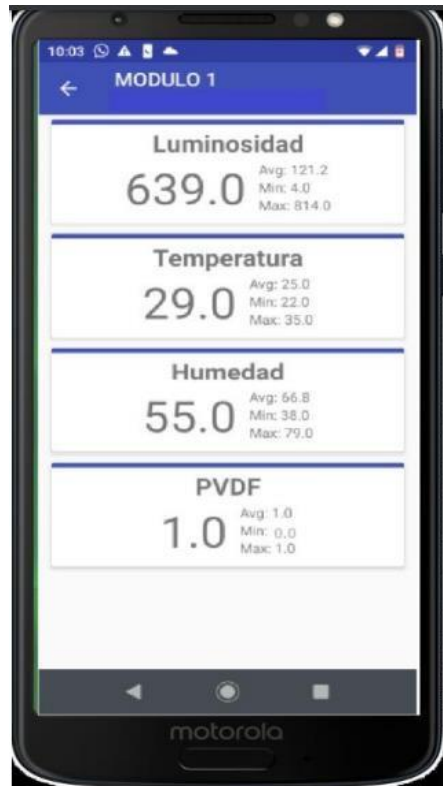 10:03
MODULO 1
Luminosidad
639.0
Avg: 121.2
Min: 4.0
Max: 814.0
Temperatura
29.0
Avg: 25.0
Min: 22.0
Max: 35.0
Humedad
55.0
Avg: 66.8
Min: 38.0
Max: 79.0
PVDF
1.0
Avg: 1.0
Min: 0.0
Max: 1.0
motorola